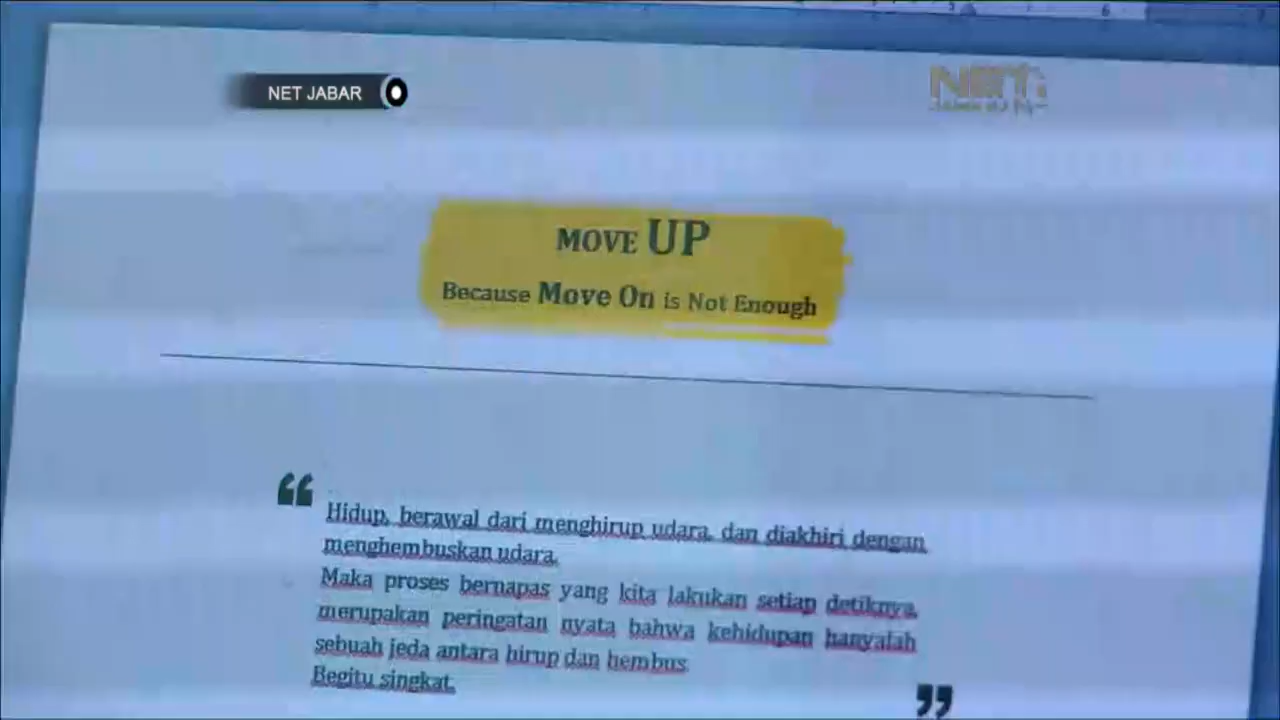 NET JABAR
NET.
MOVE UP
Because Move On is Not Enough
“
Hidup, berawal dari menghirup udara, dan diakhiri dengan
menghembuskan udara.
Maka proses bernapas yang kita lakukan setiap detiknya,
merupakan peringatan nyata bahwa kehidupan hanyalah
sebuah jeda antara hirup dan hembus.
Begitu singkat.
”